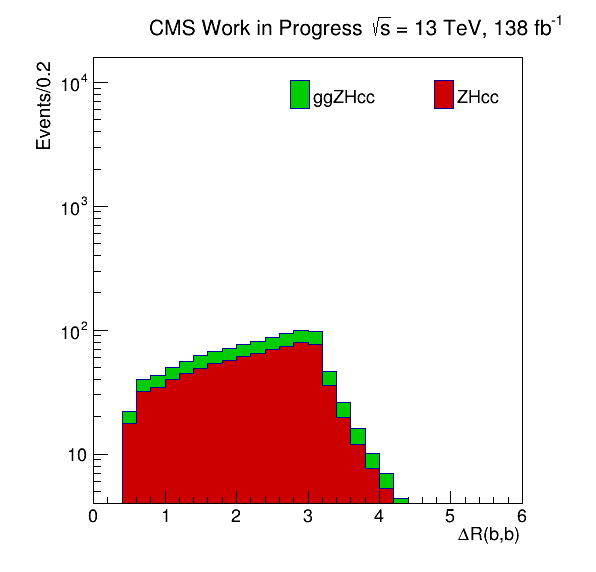 CMS Work in Progress √s = 13 TeV, 138 fb⁻¹
Events/0.2
10⁴
10³
10²
10
ggZHcc ZHcc
0 1 2 3 4 5 6
ΔR(b,b)